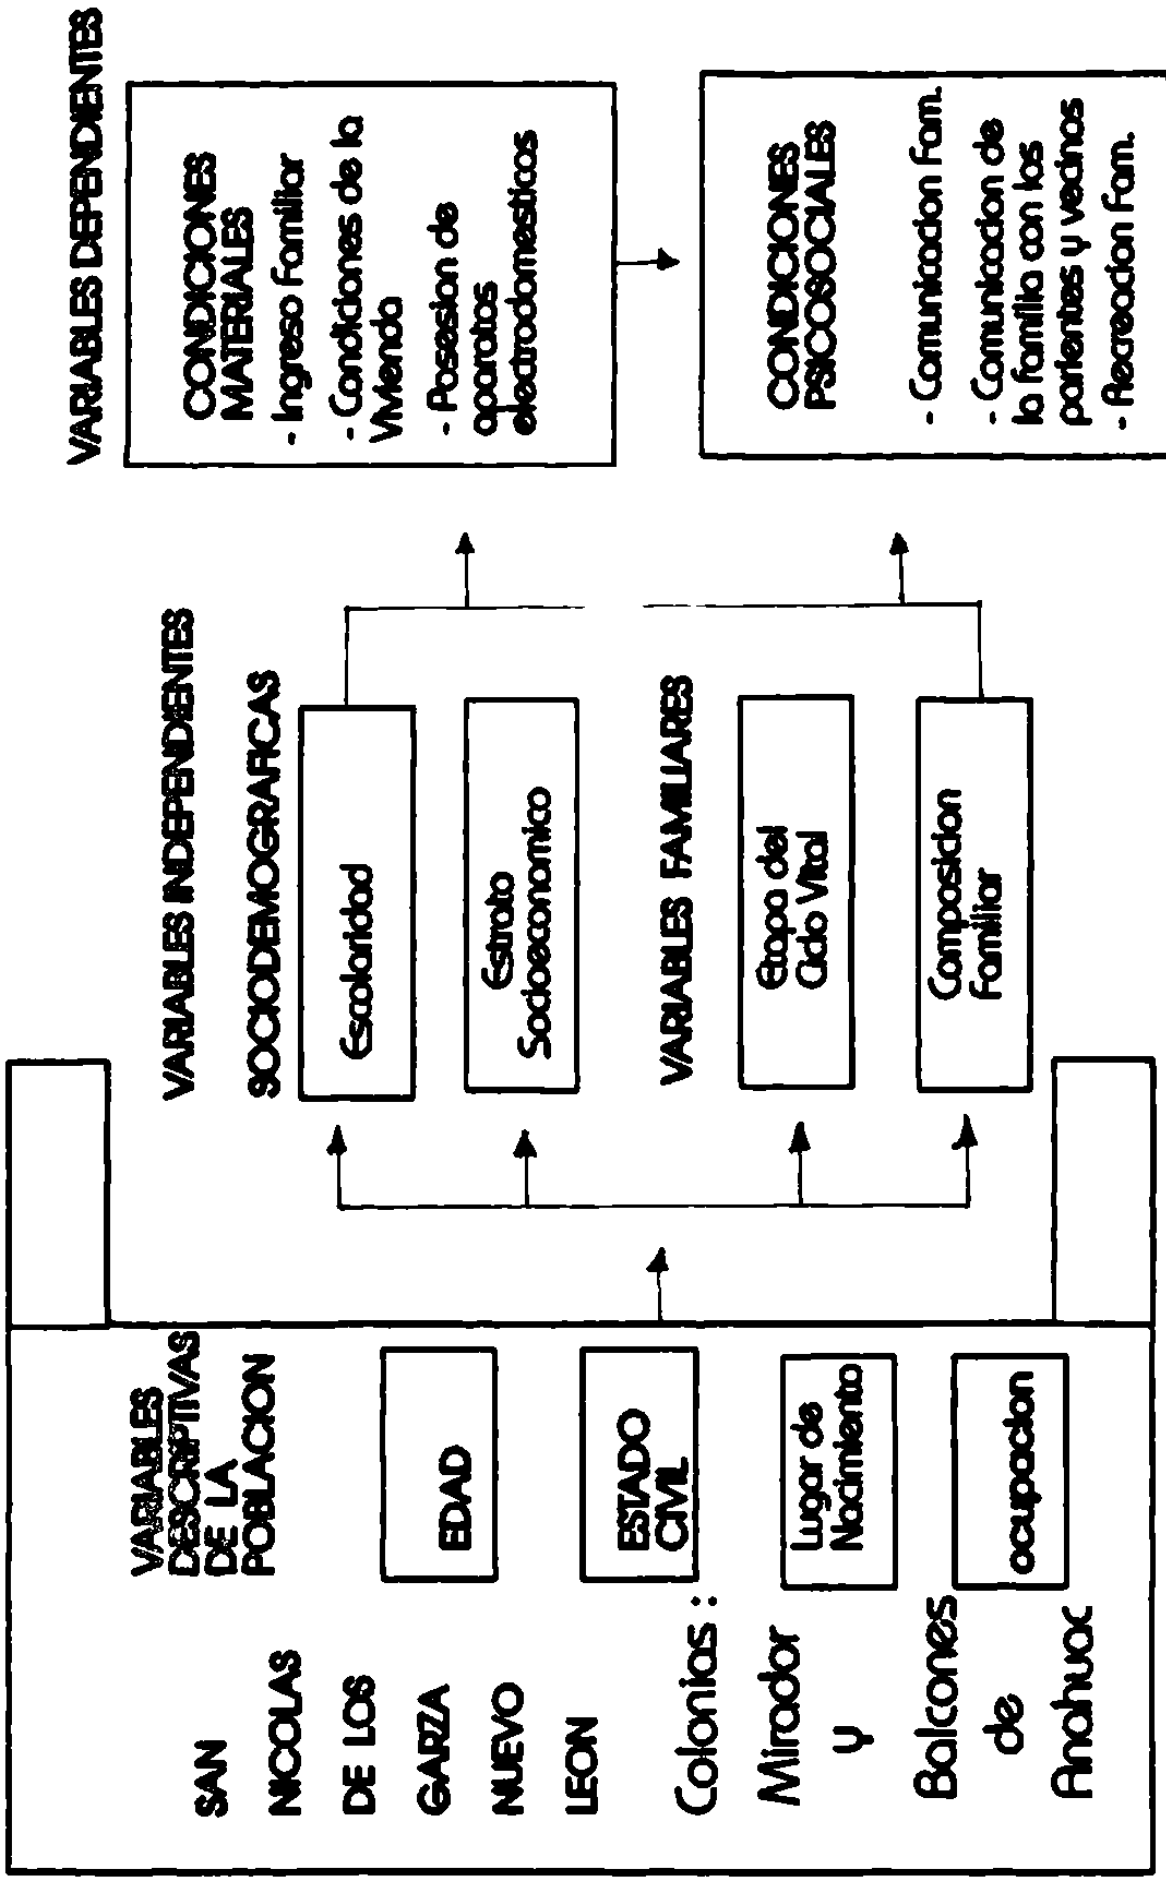 SAN
NICOLAS
DE LOS
GARZA
NUEVO
LEON
Colonias :
Mirador
y
Balcones
de
Anahuac
VARIABLES
DESCRIPTIVAS
DE LA
POBLACION
EDAD
ESTADO
CIVIL
Lugar de
Nacimiento
ocupacion
VARIABLES INDEPENDIENTES
SOCIODEMOGRAFICAS
Escolaridad
Estrato
Socioeconomico
VARIABLES FAMILIARES
Etapa del
Ciclo Vital
Composicion
Familiar
VARIABLES DEPENDIENTES
CONDICIONES
MATERIALES
- Ingreso Familiar
- Condiciones de la
Vivienda
- Posesion de
aparatos
electrodomesticos
CONDICIONES
PSICOSOCIALES
- Comunicacion Fam.
- Comunicacion de
la familia con los
parientes y vecinos
- Recreacion Fam.